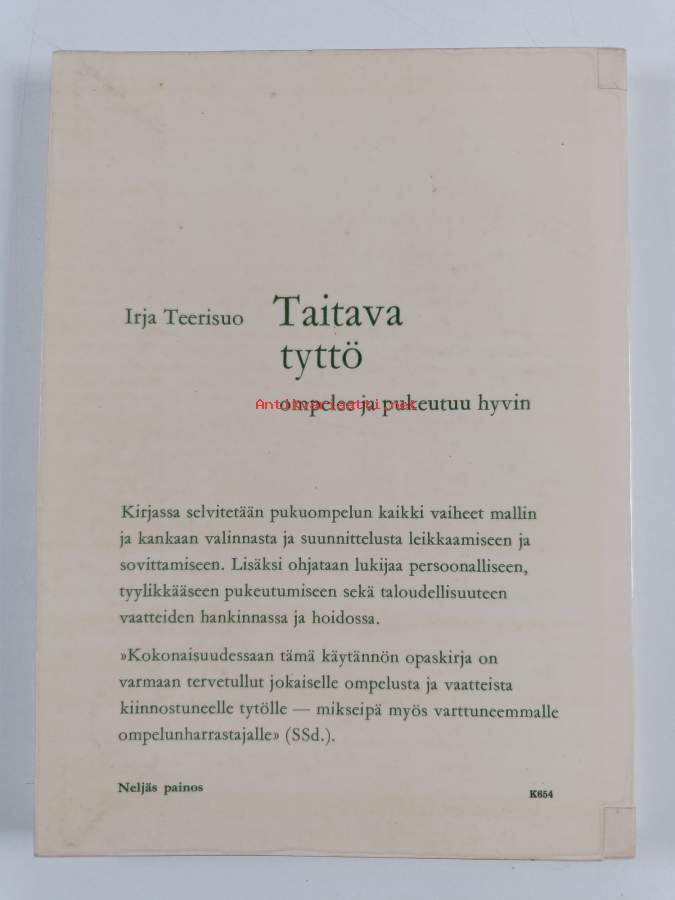 Irja Teerisuo
Taitava
tyttö
ompelee ja pukeutuu hyvin
Antikvariaatti.net
Kirjassa selvitetään pukuompelun kaikki vaiheet mallin
ja kankaan valinnasta ja suunnittelusta leikkaamiseen ja
sovittamiseen. Lisäksi ohjataan lukijaa persoonalliseen,
tyylikkääseen pukeutumiseen sekä taloudellisuuteen
vaatteiden hankinnassa ja hoidossa.
»Kokonaisuudessaan tämä käytännön opaskirja on
varmaan tervetullut jokaiselle ompelusta ja vaatteista
kiinnostuneelle tytölle — mikseipä myös varttuneemmalle
ompelunharrastajalle» (SSd.).
Neljäs painos
K654